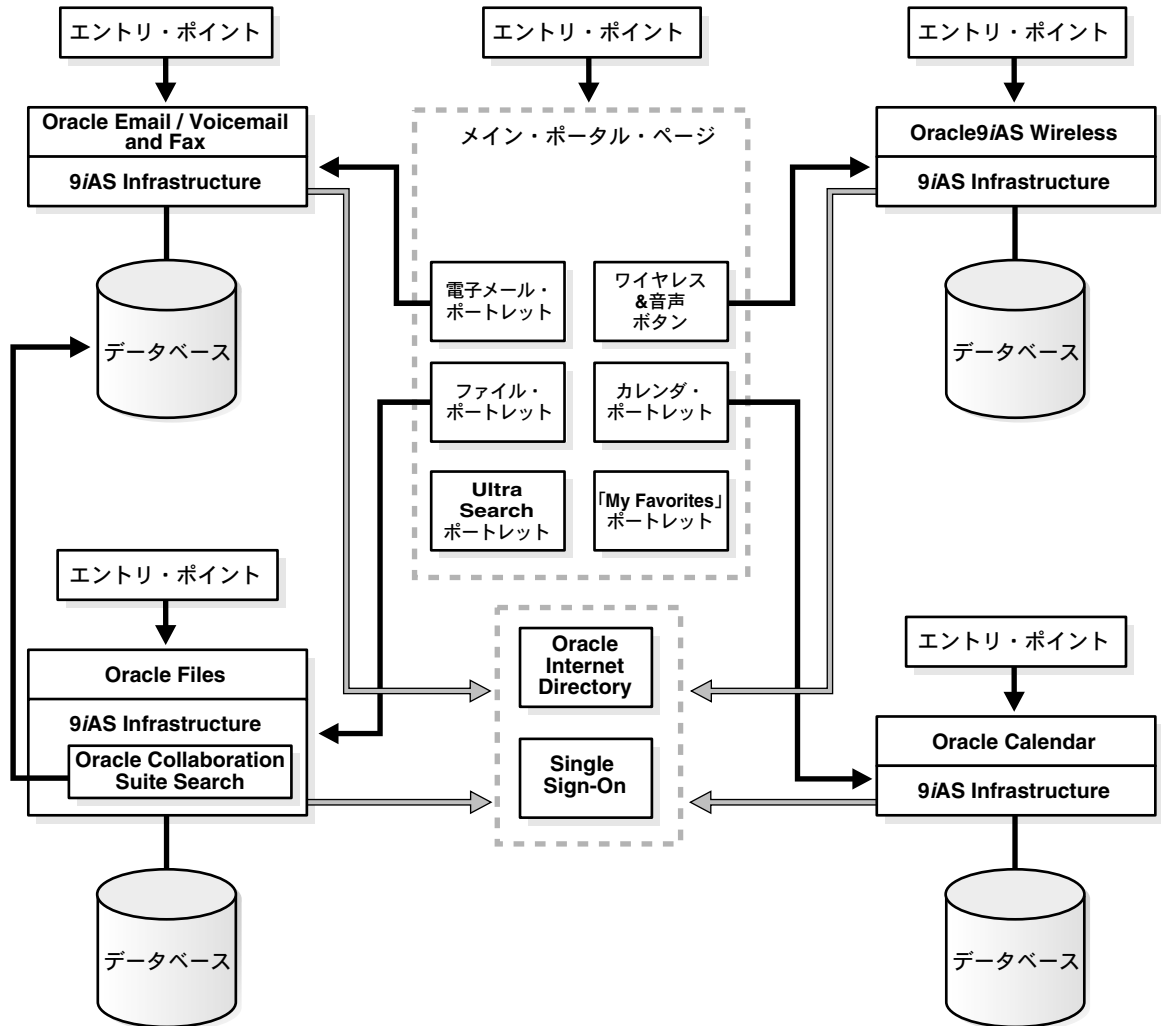 エントリ・ポイント
エントリ・ポイント
エントリ・ポイント
Oracle Email / Voicemail
and Fax
9iAS Infrastructure
データベース
メイン・ポータル・ページ
電子メール・
ポートレット
ワイヤレス
&音声
ボタン
ファイル・
ポートレット
カレンダ・
ポートレット
Ultra
Search
ポートレット
「My Favorites」
ポートレット
Oracle9iAS Wireless
9iAS Infrastructure
データベース
エントリ・ポイント
Oracle Files
9iAS Infrastructure
Oracle Collaboration
Suite Search
データベース
Oracle
Internet
Directory
Single
Sign-On
エントリ・ポイント
Oracle Calendar
9iAS Infrastructure
データベース